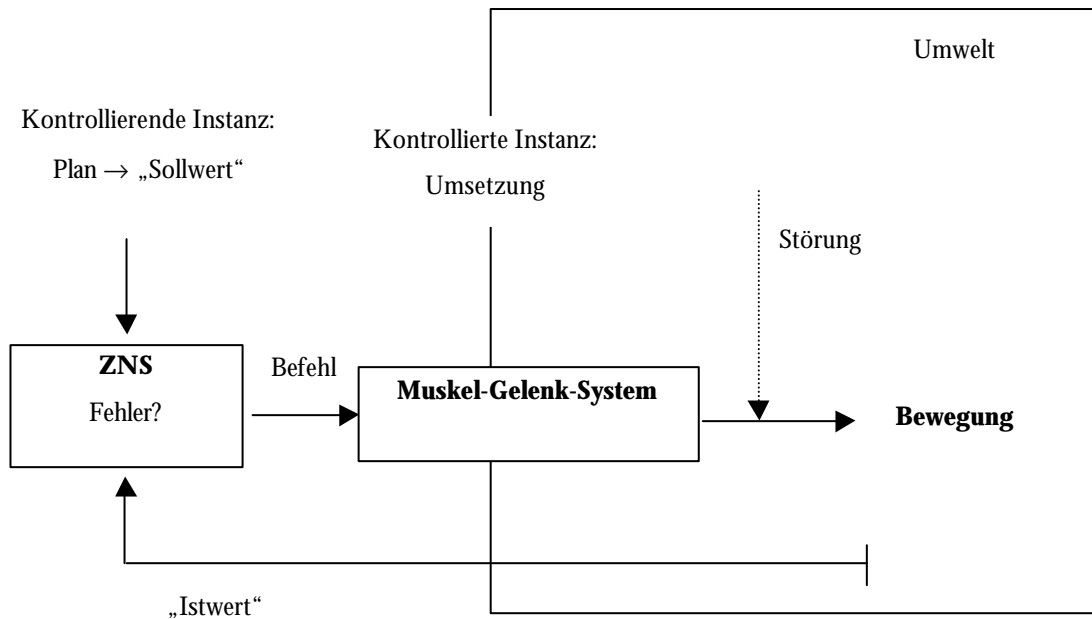 Umwelt
Kontrollierende Instanz:
Plan → „Sollwert“
Kontrollierte Instanz:
Umsetzung
Störung
ZNS
Fehler?
Befehl
Muskel-Gelenk-System
Bewegung
„Istwert“